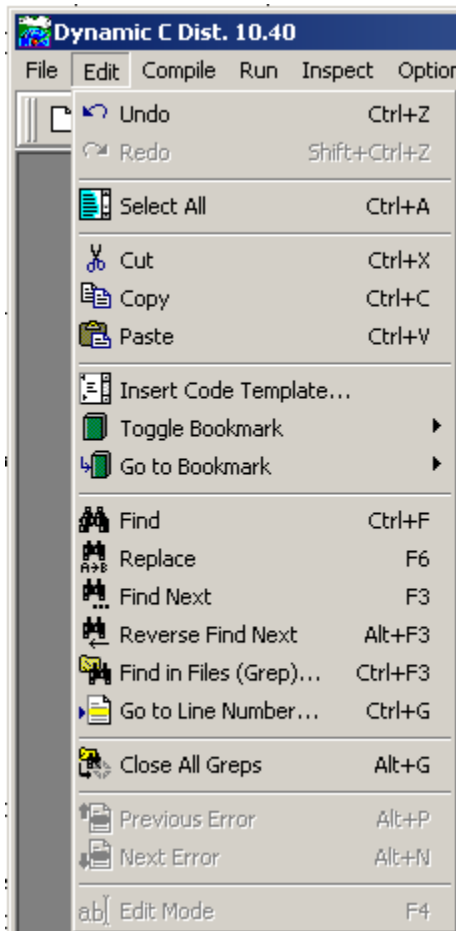 Dynamic C Dist. 10.40
File Edit Compile Run Inspect Option
Undo Ctrl+Z
Redo Shift+Ctrl+Z
Select All Ctrl+A
Cut Ctrl+X
Copy Ctrl+C
Paste Ctrl+V
Insert Code Template...
Toggle Bookmark
Go to Bookmark
Find Ctrl+F
Replace F6
Find Next F3
Reverse Find Next Alt+F3
Find in Files (Grep)... Ctrl+F3
Go to Line Number... Ctrl+G
Close All Greps Alt+G
Previous Error Alt+P
Next Error Alt+N
Edit Mode F4